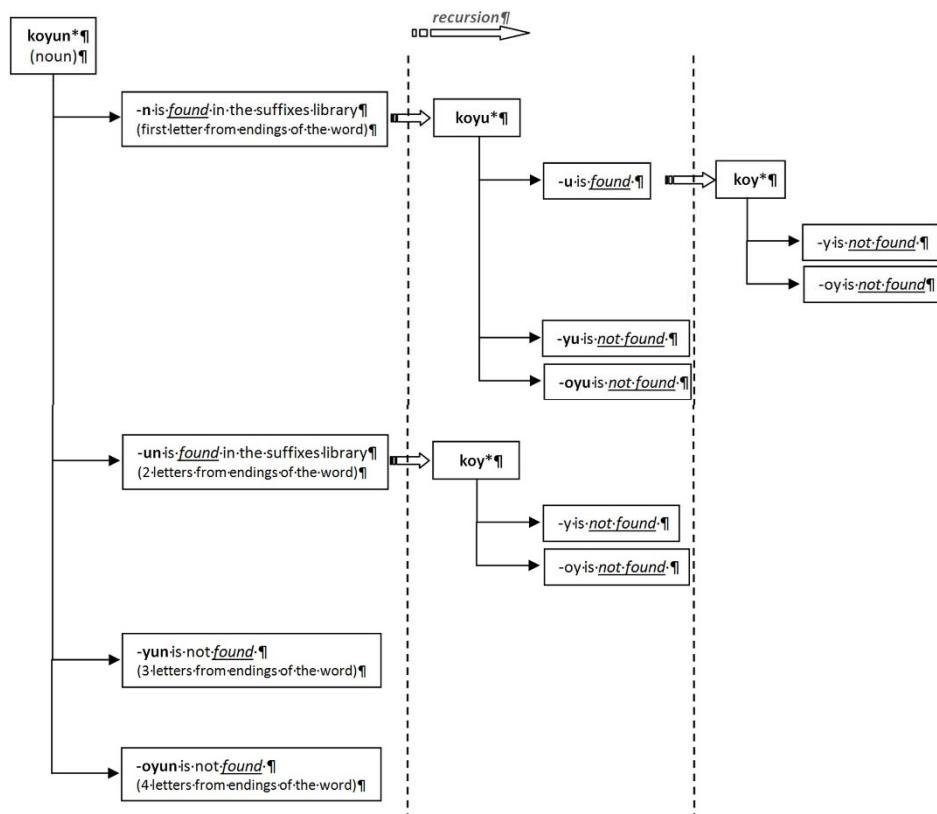 recursion¶
koyun*¶
(noun)¶
-n·is·found·in·the·suffixes·library¶
(first·letter·from·endings·of·the·word)¶
koyu*¶
-u·is·found·¶
koy*¶
-y·is·not·found·¶
-oy·is·not·found¶
-yu·is·not·found·¶
-oyu·is·not·found·¶
-un·is·found·in·the·suffixes·library¶
(2·letters·from·endings·of·the·word)¶
koy*¶
-y·is·not·found·¶
-oy·is·not·found·¶
-yun·is·not·found·¶
(3·letters·from·endings·of·the·word)¶
-oyun·is·not·found·¶
(4·letters·from·endings·of·the·word)¶